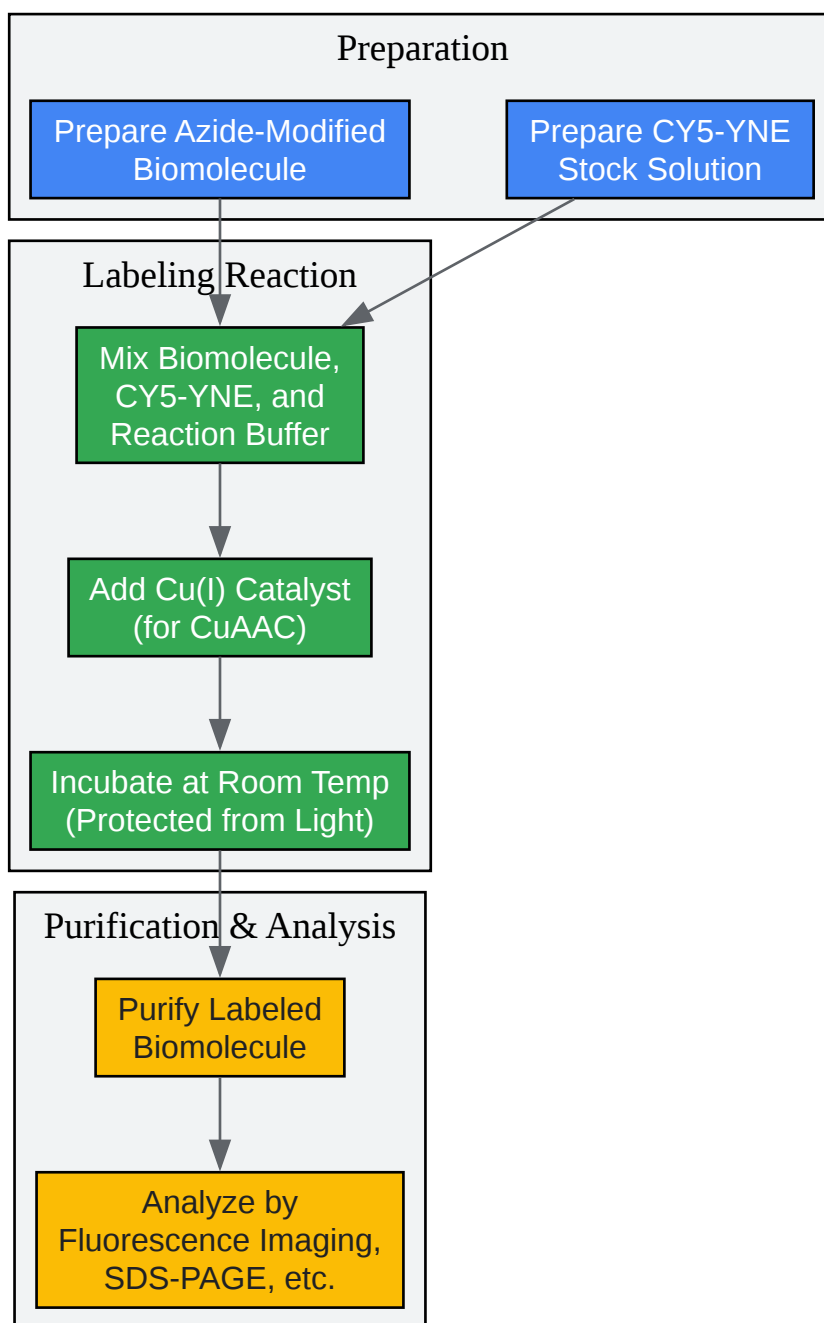 Preparation
Prepare Azide-Modified
Biomolecule
Prepare CY5-YNE
Stock Solution
Labeling Reaction
Mix Biomolecule,
CY5-YNE, and
Reaction Buffer
Add Cu(I) Catalyst
(for CuAAC)
Incubate at Room Temp
(Protected from Light)
Purification & Analysis
Purify Labeled
Biomolecule
Analyze by
Fluorescence Imaging,
SDS-PAGE, etc.